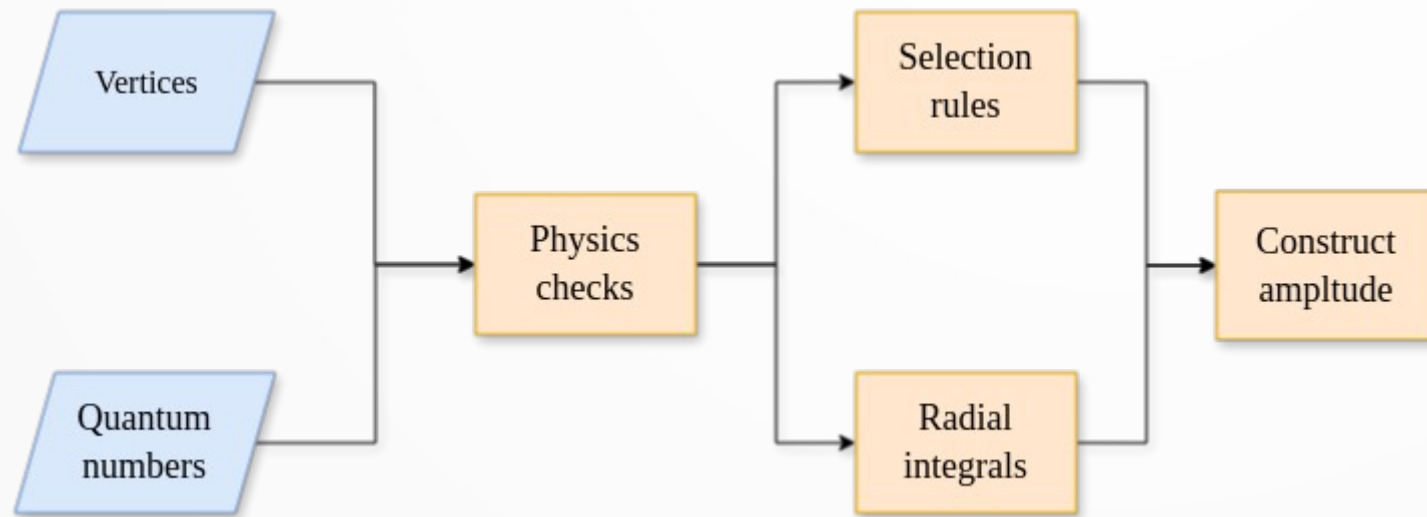 Vertices
Quantum
numbers
Physics
checks
Selection
rules
Radial
integrals
Construct
ampltude